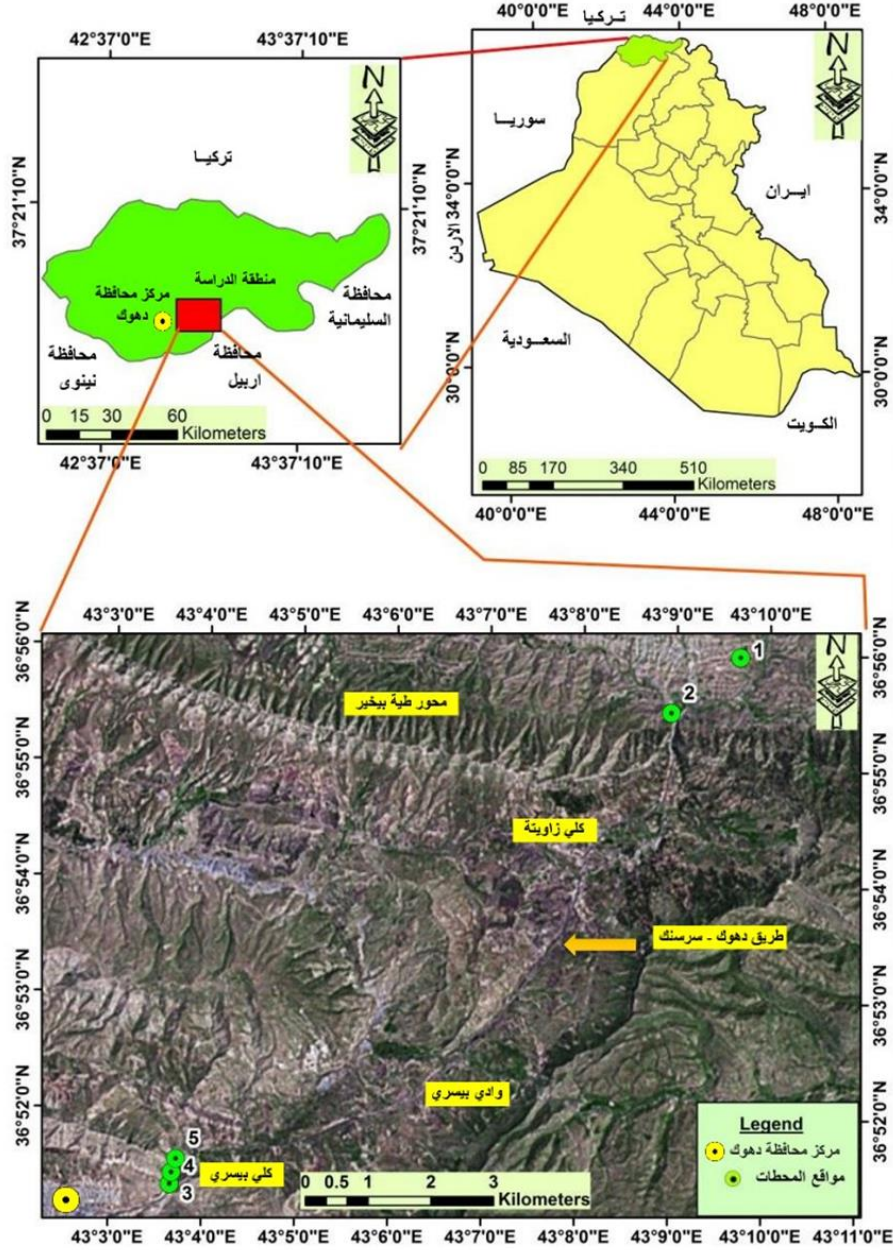 40°0'0"E
تـركيا
44°0'0"E
48°0'0"E
42°37'0"E
43°37'10"E
N
N
تركيـا
سوريـــا
ايــران
37°21'10"N
37°21'10"N
34°0'0"N
34°0'0"N
الاردن
منطقة الدراسة
مركز محافظة
دهوك
محافظة
السليمانية
محافظة
نينوى
محافظة
اربيل
السعــودية
30°0'0"N
30°0'0"N
الكـويت
0 15 30 60
Kilometers
42°37'0"E
43°37'10"E
0 85 170 340 510
Kilometers
40°0'0"E
44°0'0"E
48°0'0"E
43°3'0"E
43°4'0"E
43°5'0"E
43°6'0"E
43°7'0"E
43°8'0"E
43°9'0"E
43°10'0"E
36°56'0"N
36°56'0"N
N
1
2
محور طية بيخير
36°55'0"N
36°55'0"N
كلي زاويتة
36°54'0"N
36°54'0"N
طريق دهوك - سرسنك
36°53'0"N
36°53'0"N
وادي بيسري
36°52'0"N
36°52'0"N
5
4
3
كلي بيسري
Legend
مركز محافظة دهوك
مواقع المحطات
0 0.5 1 2 3
Kilometers
43°3'0"E
43°4'0"E
43°5'0"E
43°6'0"E
43°7'0"E
43°8'0"E
43°9'0"E
43°10'0"E
43°11'0"E